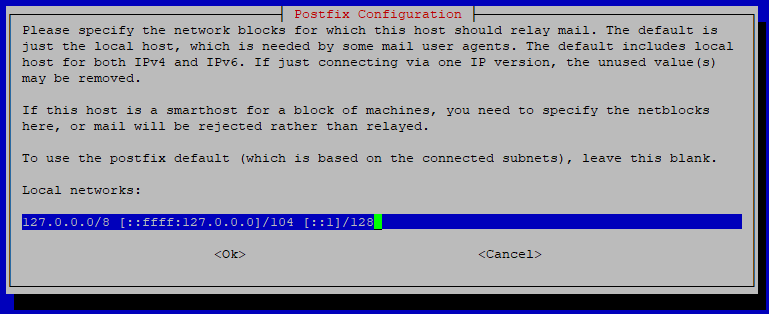 Postfix Configuration
Please specify the network blocks for which this host should relay mail. The default is
just the local host, which is needed by some mail user agents. The default includes local
host for both IPv4 and IPv6. If just connecting via one IP version, the unused value(s)
may be removed.
If this host is a smarthost for a block of machines, you need to specify the netblocks
here, or mail will be rejected rather than relayed.
To use the postfix default (which is based on the connected subnets), leave this blank.
Local networks:
127.0.0.0/8 [::ffff:127.0.0.0]/104 [::1]/128
<Ok> <Cancel>